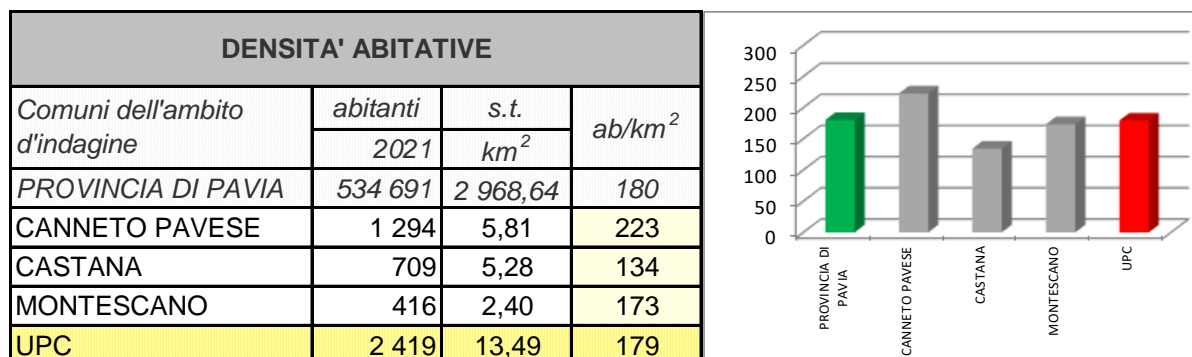 DENSITA' ABITATIVE
Comuni dell'ambito d'indagine abitanti s.t. ab/km²
2021 km²
PROVINCIA DI PAVIA 534 691 2 968,64 180
CANNETO PAVESE 1 294 5,81 223
CASTANA 709 5,28 134
MONTESCANO 416 2,40 173
UPC 2 419 13,49 179
300
250
200
150
100
50
0
PROVINCIA DI
PAVIA
CANNETO PAVESE
CASTANA
MONTESCANO
UPC